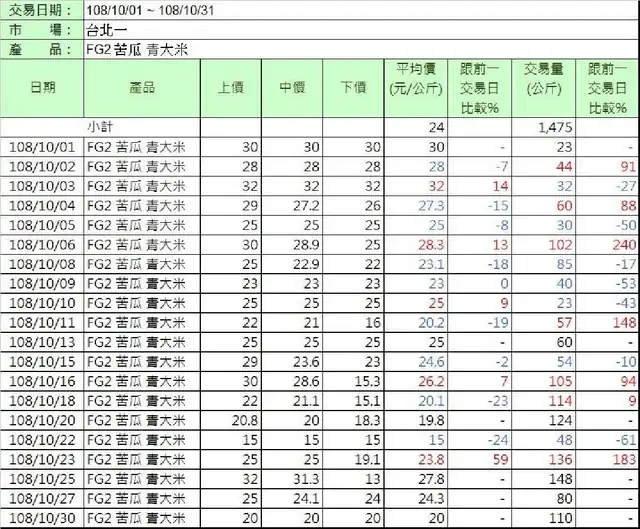 交易日期： 108/10/01 ~ 108/10/31
市 場： 台北一
產 品： FG2 苦瓜 青大米
日期 產品 上價 中價 下價 平均價 (元/公斤) 跟前一交易日比較% 交易量 (公斤) 跟前一交易日比較%
小計 24 1,475
108/10/01 FG2 苦瓜 青大米 30 30 30 30 - 23 -
108/10/02 FG2 苦瓜 青大米 28 28 28 28 -7 44 91
108/10/03 FG2 苦瓜 青大米 32 32 32 32 14 32 -27
108/10/04 FG2 苦瓜 青大米 29 27.2 26 27.3 -15 60 88
108/10/05 FG2 苦瓜 青大米 25 25 25 25 -8 30 -50
108/10/06 FG2 苦瓜 青大米 30 28.9 25 28.3 13 102 240
108/10/08 FG2 苦瓜 青大米 25 22.9 22 23.1 -18 85 -17
108/10/09 FG2 苦瓜 青大米 23 23 23 23 0 40 -53
108/10/10 FG2 苦瓜 青大米 25 25 25 25 9 23 -43
108/10/11 FG2 苦瓜 青大米 22 21 16 20.2 -19 57 148
108/10/13 FG2 苦瓜 青大米 25 25 25 25 - 60 -
108/10/15 FG2 苦瓜 青大米 29 23.6 23 24.6 -2 54 -10
108/10/16 FG2 苦瓜 青大米 30 28.6 15.3 26.2 7 105 94
108/10/18 FG2 苦瓜 青大米 22 21.1 15.1 20.1 -23 114 9
108/10/20 FG2 苦瓜 青大米 20.8 20 18.3 19.8 - 124 -
108/10/22 FG2 苦瓜 青大米 15 15 15 15 -24 48 -61
108/10/23 FG2 苦瓜 青大米 25 25 19.1 23.8 59 136 183
108/10/25 FG2 苦瓜 青大米 32 31.3 13 27.8 - 148 -
108/10/27 FG2 苦瓜 青大米 25 24.1 24 24.3 - 80 -
108/10/30 FG2 苦瓜 青大米 20 20 20 20 - 110 -